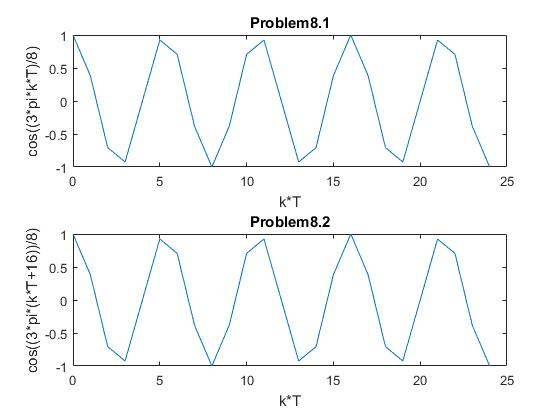 Problem8.1
1
0.5
0
-0.5
-1
cos((3*pi*k*T)/8)
0 5 10 15 20 25
k*T
Problem8.2
1
0.5
0
-0.5
-1
cos((3*pi*(k*T+16))/8)
0 5 10 15 20 25
k*T